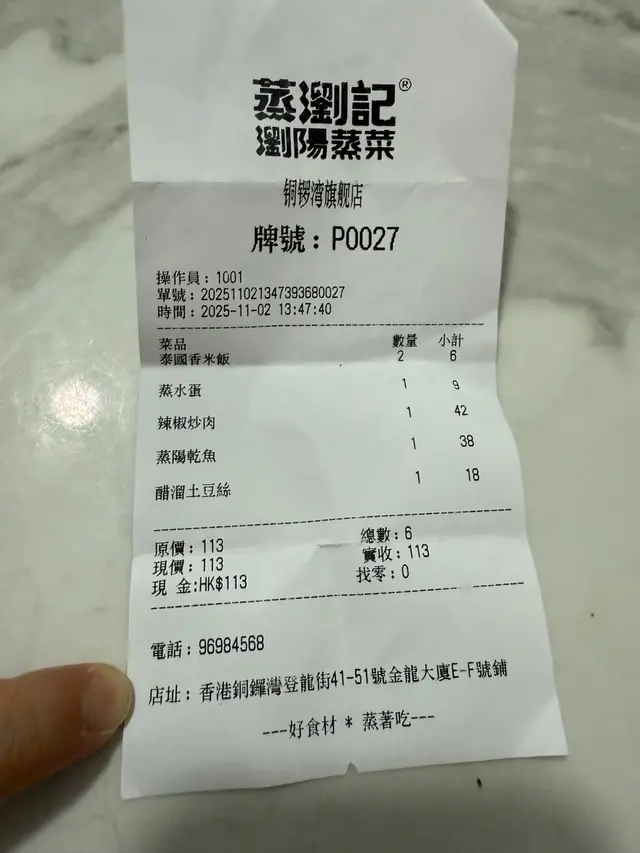 蒸瀏記®
瀏陽蒸菜
铜锣湾旗舰店
牌號：P0027
操作員：1001
單號：202511021347393680027
時間：2025-11-02 13:47:40
菜品 數量 小計
泰國香米飯 2 6
蒸水蛋 1 9
辣椒炒肉 1 42
蒸陽乾魚 1 38
醋溜土豆絲 1 18
原價：113 總數：6
現價：113 實收：113
現 金:HK$113 找零：0
電話：96984568
店址：香港銅鑼灣登龍街41-51號金龍大廈E-F號鋪
---好食材 * 蒸著吃---